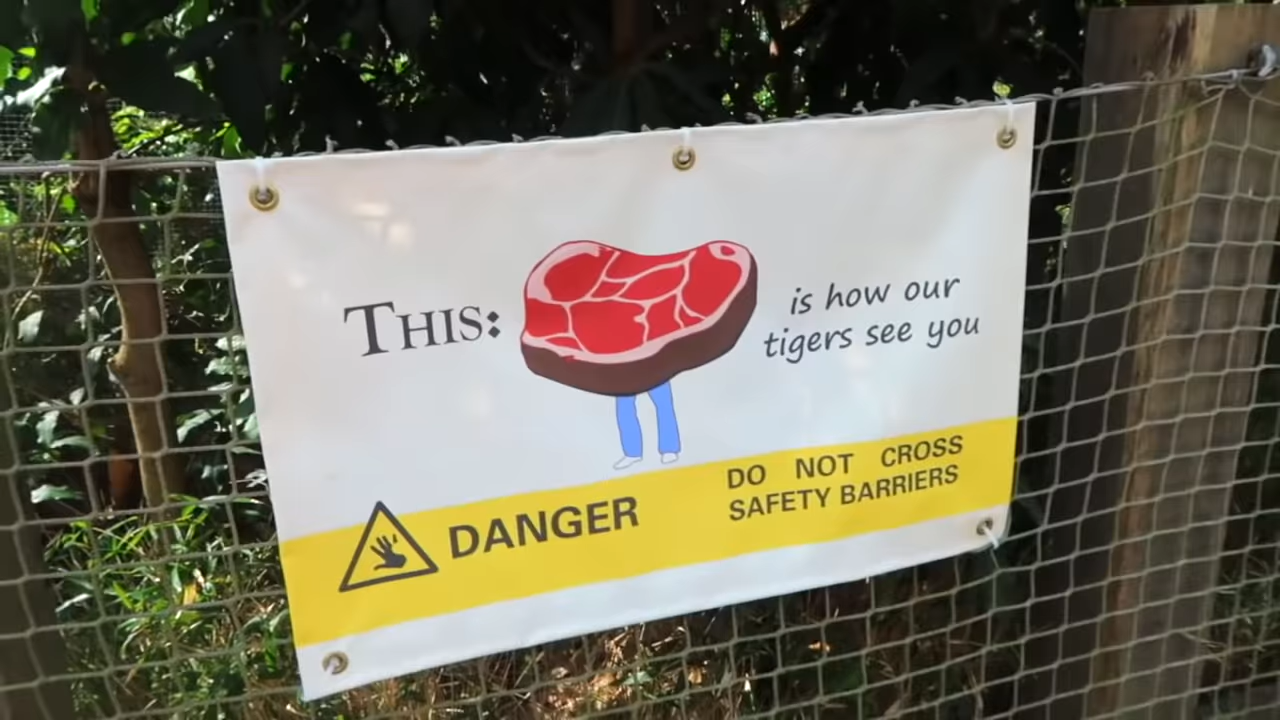 THIS:
is how our
tigers see you
DANGER
DO NOT CROSS
SAFETY BARRIERS